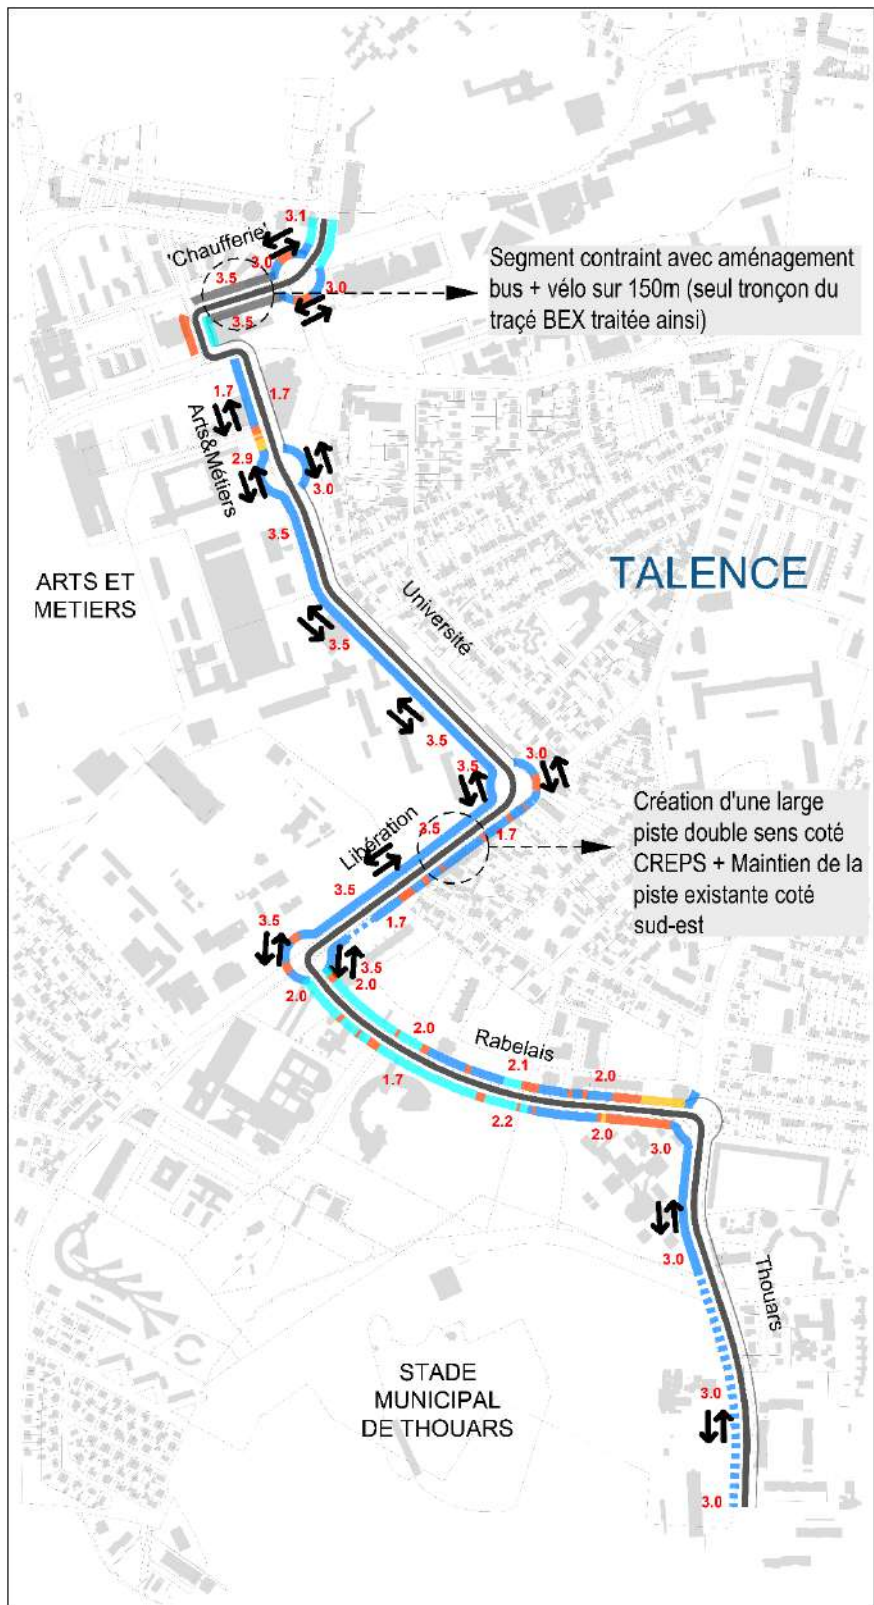 3.1
'Chaufferie'
3.0
3.5
3.0
3.5
Segment contraint avec aménagement
bus + vélo sur 150m (seul tronçon du
traçé BEX traitée ainsi)
1.7
1.7
Arts&Métiers
2.9
3.0
3.5
ARTS ET
METIERS
TALENCE
Université
3.5
3.5
3.0
3.5
Libération
3.5
1.7
Création d'une large
piste double sens coté
CREPS + Maintien de la
piste existante coté
sud-est
3.5
3.5
1.7
3.5
2.0
2.0
2.0
Rabelais
2.1
2.0
1.7
2.2
2.0
3.0
3.0
Thouars
STADE
MUNICIPAL
DE THOUARS
3.0
3.0